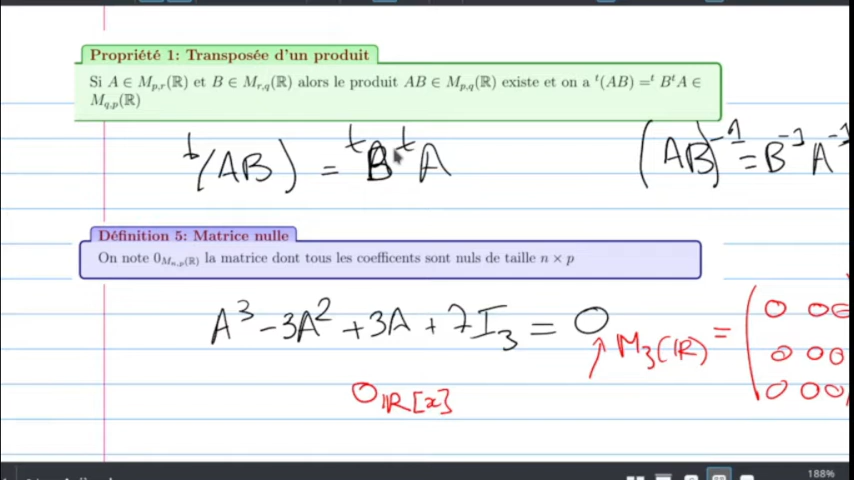 Propriété 1: Transposée d'un produit
Si A ∈ M_{p,r}(ℝ) et B ∈ M_{r,q}(ℝ) alors le produit AB ∈ M_{p,q}(ℝ) existe et on a ᵗ(AB) =ᵗ BᵗA ∈
M_{q,p}(ℝ)
ᵗ(AB) = ᵗBᵗA (AB)⁻¹ = B⁻¹A⁻¹
Définition 5: Matrice nulle
On note 0_{M_{n,p}(ℝ)} la matrice dont tous les coefficents sont nuls de taille n × p
A³ - 3A² + 3A + 7I₃ = 0 ↑ M₃(ℝ) = ( 0 0 0
0 0 0
0 0 0
0_{ℝ[x]}
188%